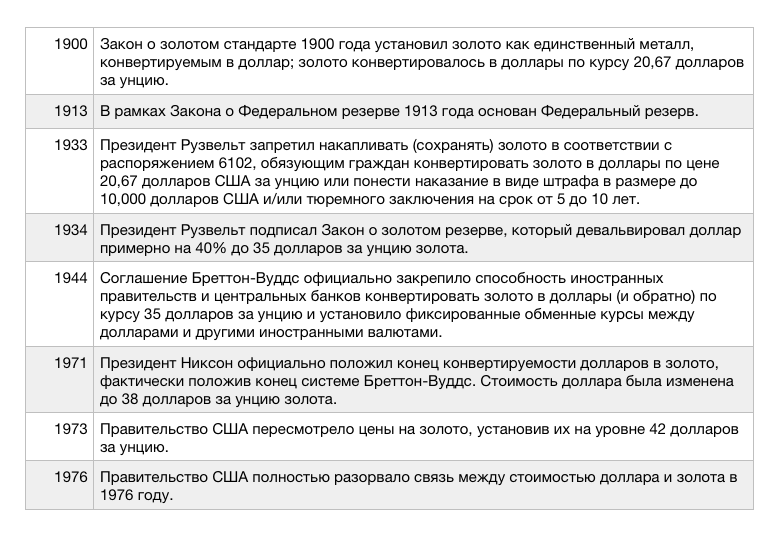 1900 Закон о золотом стандарте 1900 года установил золото как единственный металл,
конвертируемым в доллар; золото конвертировалось в доллары по курсу 20,67 долларов
за унцию.
1913 В рамках Закона о Федеральном резерве 1913 года основан Федеральный резерв.
1933 Президент Рузвельт запретил накапливать (сохранять) золото в соответствии с
распоряжением 6102, обязующим граждан конвертировать золото в доллары по цене
20,67 долларов США за унцию или понести наказание в виде штрафа в размере до
10,000 долларов США и/или тюремного заключения на срок от 5 до 10 лет.
1934 Президент Рузвельт подписал Закон о золотом резерве, который девальвировал доллар
примерно на 40% до 35 долларов за унцию золота.
1944 Соглашение Бреттон-Вуддс официально закрепило способность иностранных
правительств и центральных банков конвертировать золото в доллары (и обратно) по
курсу 35 долларов за унцию и установило фиксированные обменные курсы между
долларами и другими иностранными валютами.
1971 Президент Никсон официально положил конец конвертируемости долларов в золото,
фактически положив конец системе Бреттон-Вуддс. Стоимость доллара была изменена
до 38 долларов за унцию золота.
1973 Правительство США пересмотрело цены на золото, установив их на уровне 42 долларов
за унцию.
1976 Правительство США полностью разорвало связь между стоимостью доллара и золота в
1976 году.